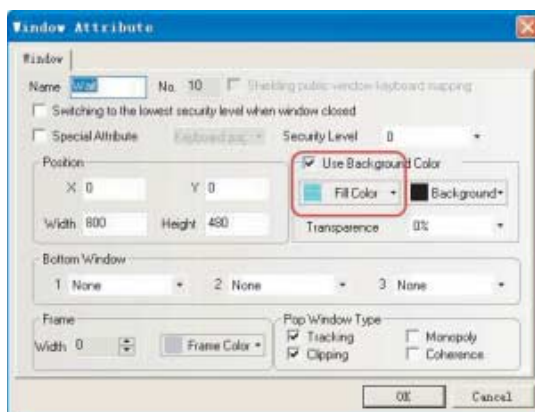 Window Attribute
Window
Name Wait No. 10 Shielding public window keyboard mapping
Switching to the lowest security level when window closed
Special Attribute Security Level 0
Position
Use Background Color
X 0 Y 0
Fill Color Background
Width 800 Height 480
Transparence 0%
Bottom Window
1 None 2 None 3 None
Frame
Pop Window Type
Width 0 Frame Color
Tracking Monopoly
Clipping Coherence
OK Cancel